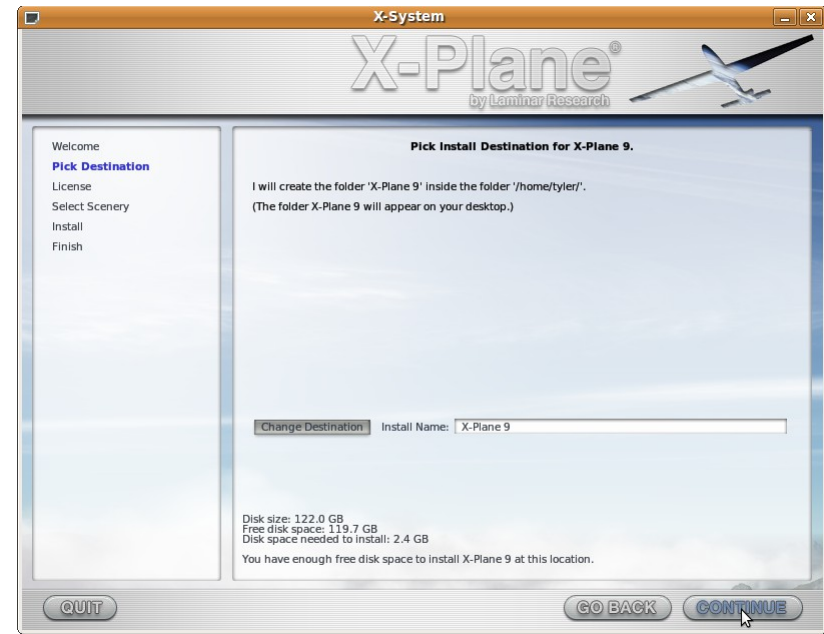 X-System
X-Plane®
by Laminar Research
Welcome
Pick Destination
License
Select Scenery
Install
Finish
Pick Install Destination for X-Plane 9.
I will create the folder 'X-Plane 9' inside the folder '/home/tyler/'.
(The folder X-Plane 9 will appear on your desktop.)
Change Destination Install Name: X-Plane 9
Disk size: 122.0 GB
Free disk space: 119.7 GB
Disk space needed to install: 2.4 GB
You have enough free disk space to install X-Plane 9 at this location.
QUIT GO BACK CONTINUE